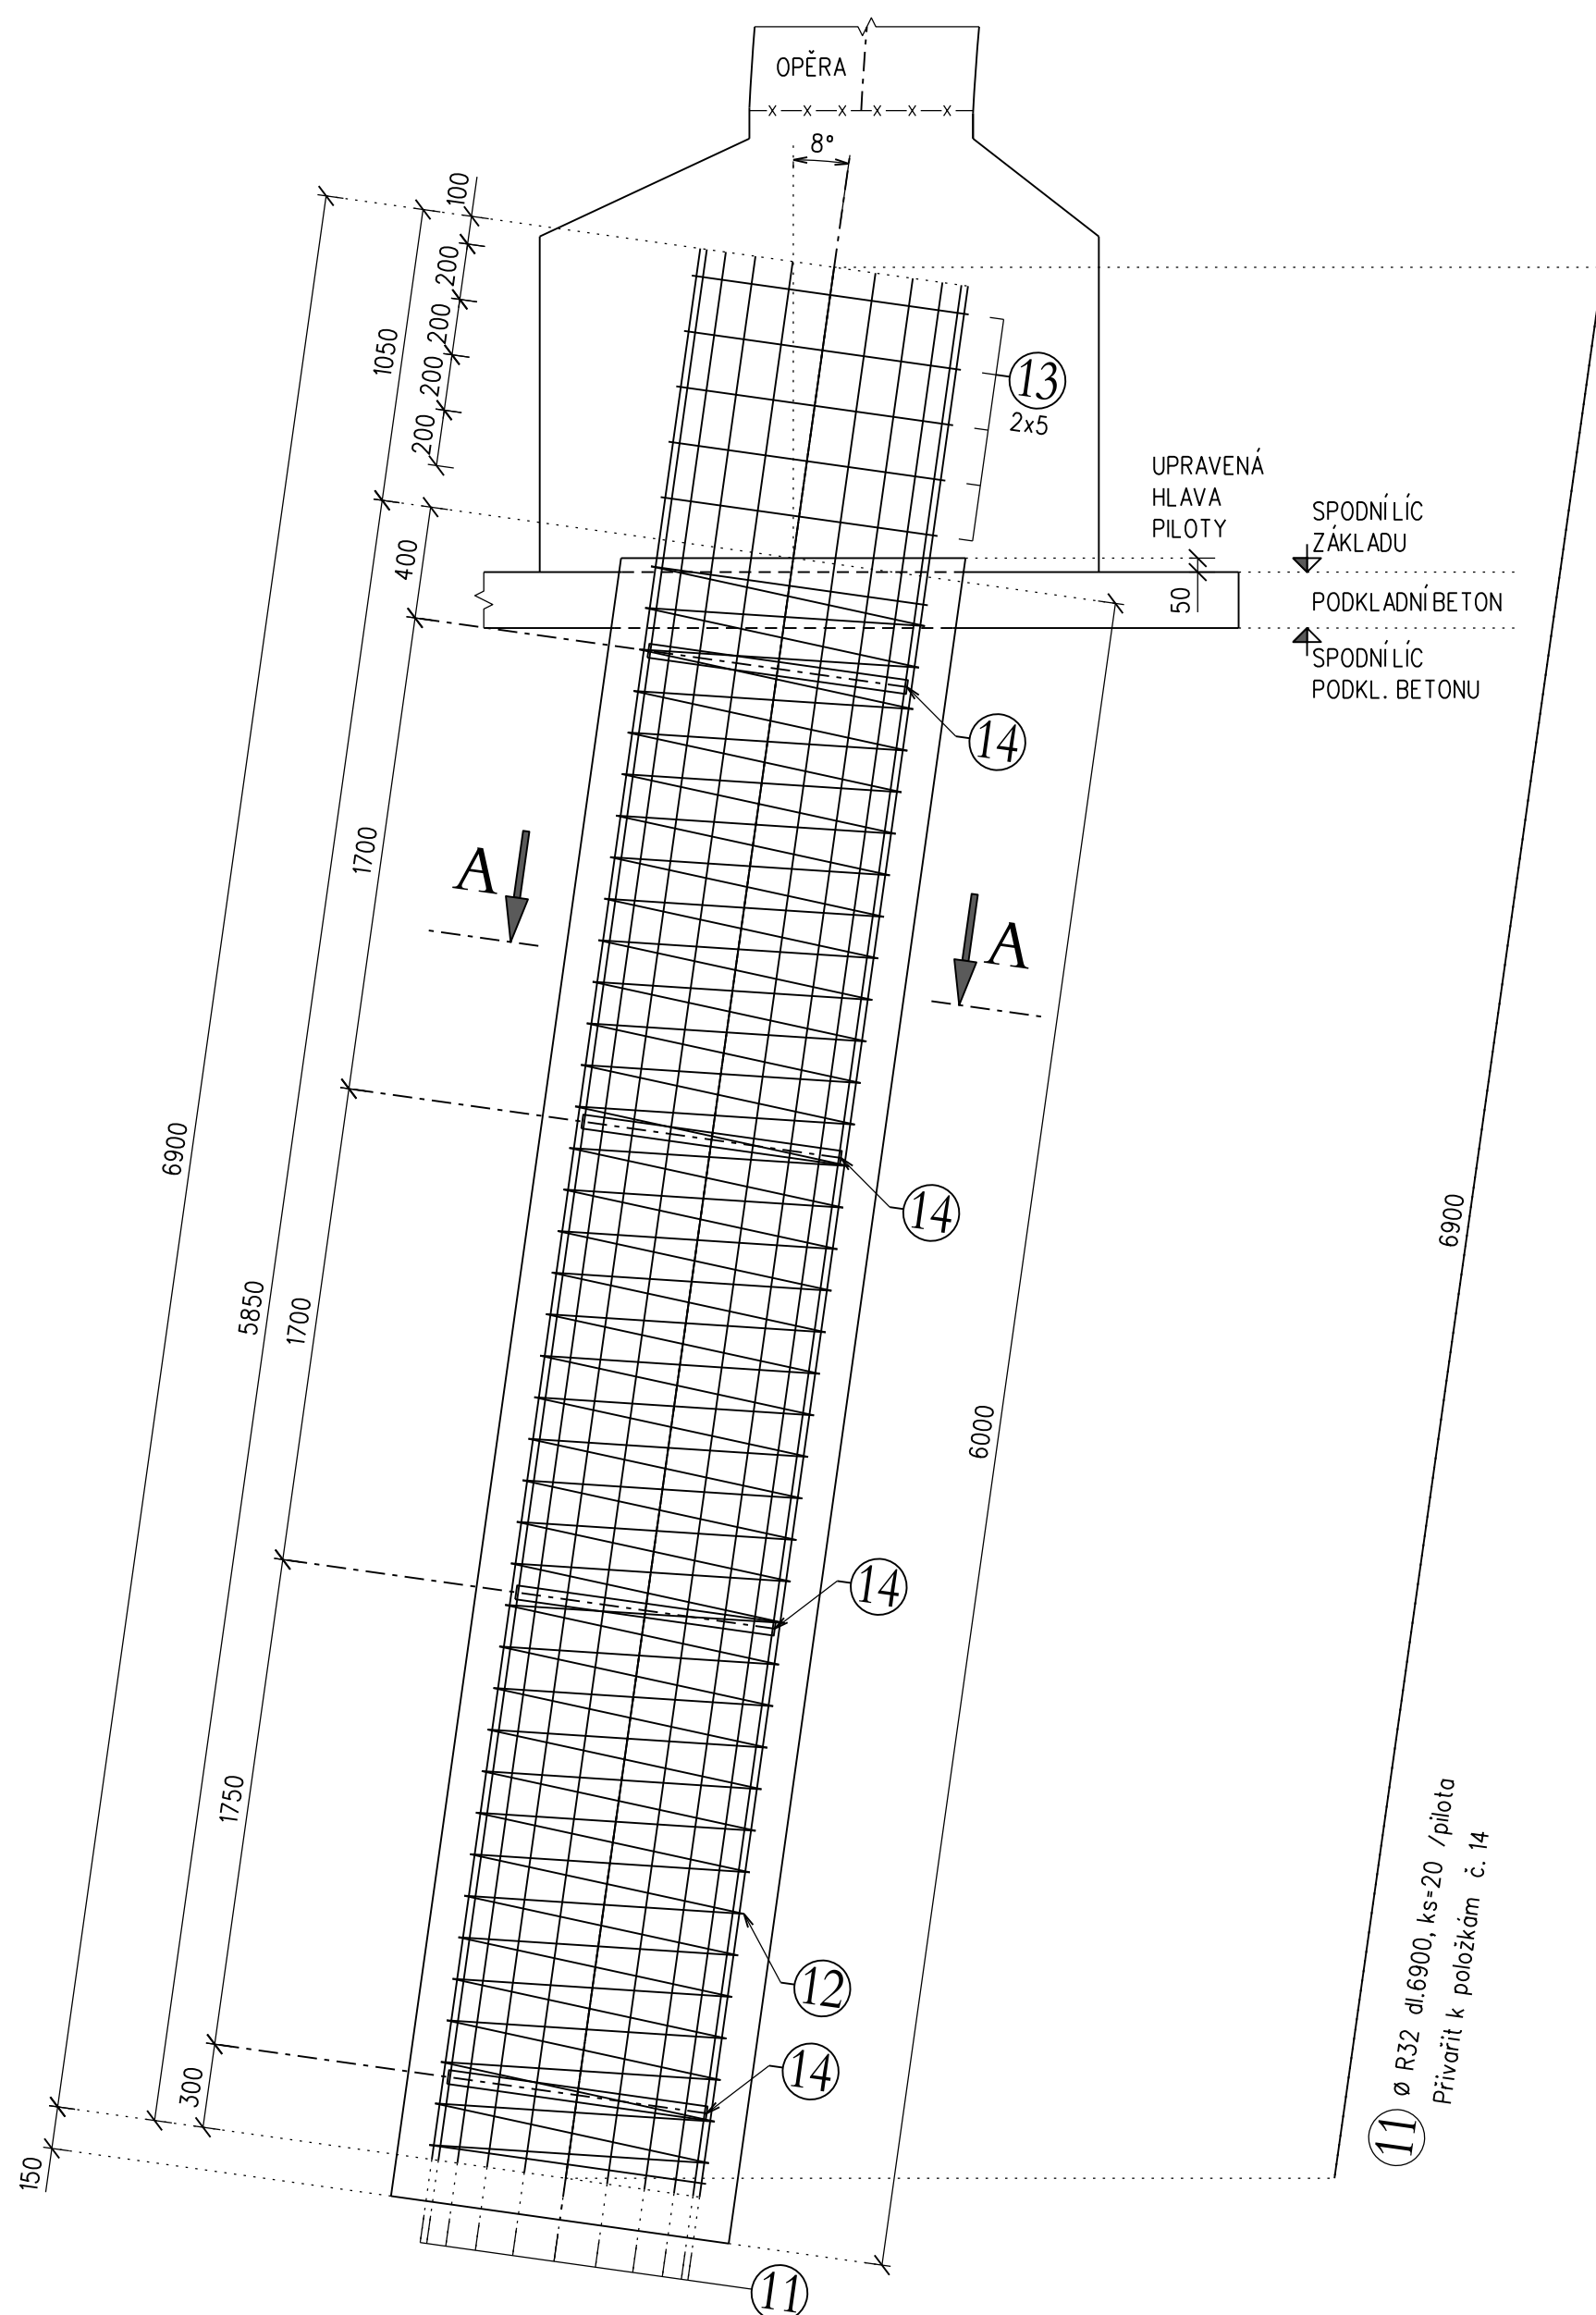 OPĚRA
8°
100
200
200
200
200
1050
13
2x5
UPRAVENÁ
HLAVA
PILOTY
SPODNÍ LÍC
ZÁKLADU
50
PODKLADNÍ BETON
SPODNÍ LÍC
PODKL. BETONU
400
14
1700
A
A
6900
14
6900
5850
1700
6000
14
1750
12
14
300
150
11
11 ø R32 dl.6900, ks=20 /pilota
Přivařit k položkám č. 14